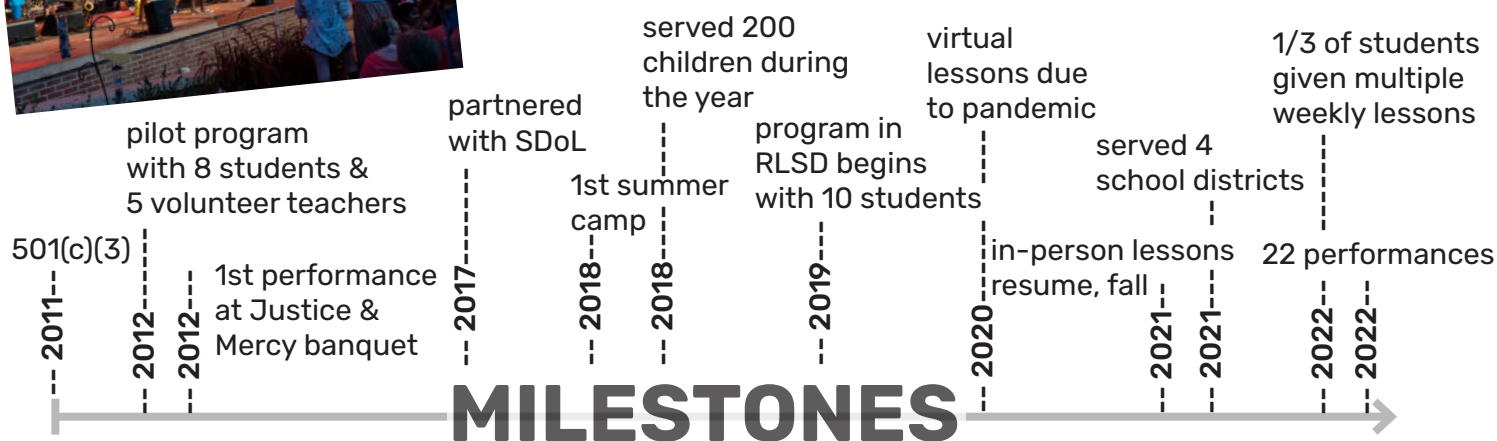 501(c)(3)
2011
pilot program
with 8 students &
5 volunteer teachers
2012
2012
1st performance
at Justice &
Mercy banquet
partnered
with SDoL
2017
1st summer
camp
2018
served 200
children during
the year
2018
program in
RLSD begins
with 10 students
2019
virtual
lessons due
to pandemic
2020
in-person lessons
resume, fall
2021
served 4
school districts
2021
1/3 of students
given multiple
weekly lessons
2022
22 performances
2022
MILESTONES